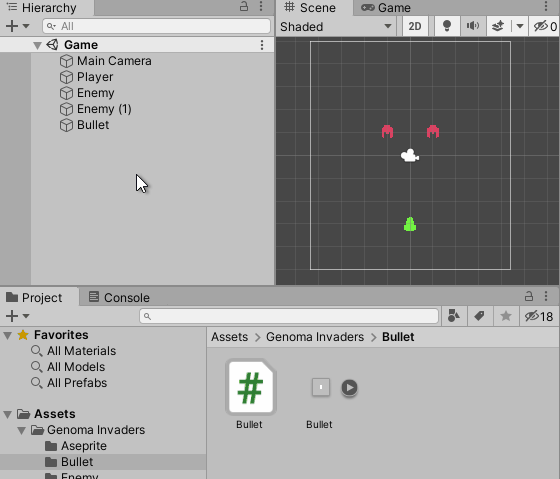 Hierarchy
All
Game
Main Camera
Player
Enemy
Enemy (1)
Bullet
Scene
Game
Shaded
2D
0
Project
Console
18
Favorites
All Materials
All Models
All Prefabs
Assets
Genoma Invaders
Aseprite
Bullet
Enemy
Assets > Genoma Invaders > Bullet
#
Bullet
Bullet